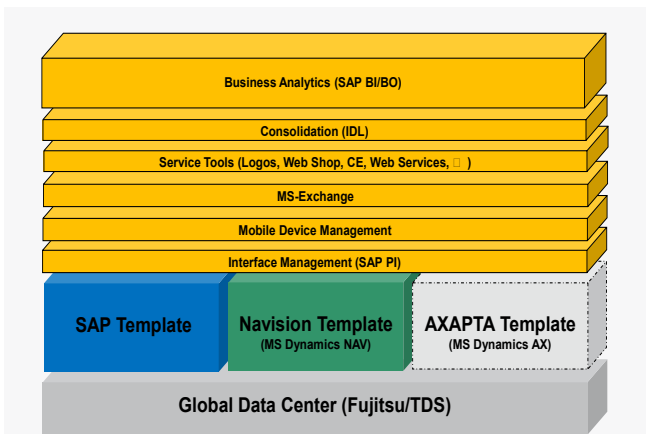 Business Analytics (SAP BI/BO)
Consolidation (IDL)
Service Tools (Logos, Web Shop, CE, Web Services, )
MS-Exchange
Mobile Device Management
Interface Management (SAP PI)
SAP Template
Navision Template
(MS Dynamics NAV)
AXAPTA Template
(MS Dynamics AX)
Global Data Center (Fujitsu/TDS)